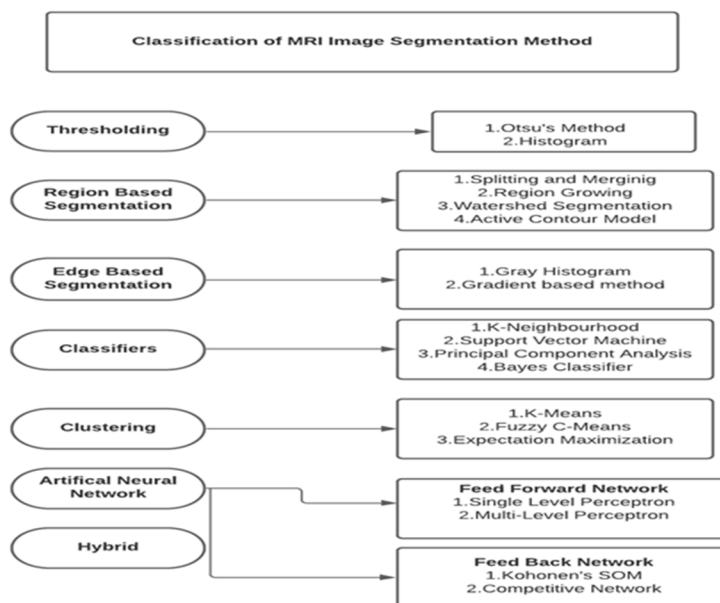 Classification of MRI Image Segmentation Method
Thresholding
1.Otsu's Method
2.Histogram
Region Based
Segmentation
1.Splitting and Merginig
2.Region Growing
3.Watershed Segmentation
4.Active Contour Model
Edge Based
Segmentation
1.Gray Histogram
2.Gradient based method
Classifiers
1.K-Neighbourhood
2.Support Vector Machine
3.Principal Component Analysis
4.Bayes Classifier
Clustering
1.K-Means
2.Fuzzy C-Means
3.Expectation Maximization
Artifical Neural
Network
Feed Forward Network
1.Single Level Perceptron
2.Multi-Level Perceptron
Hybrid
Feed Back Network
1.Kohonen's SOM
2.Competitive Network